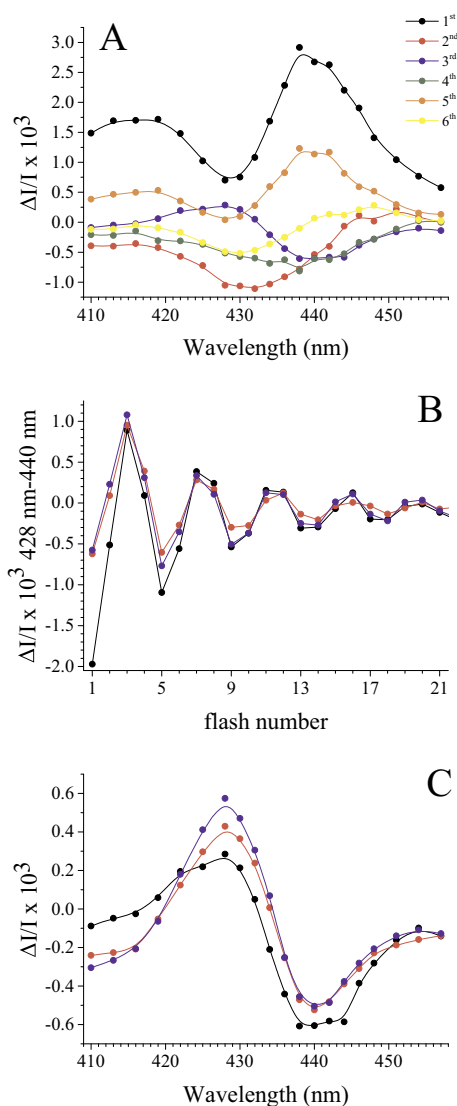 A
1st
2nd
3rd
4th
5th
6th
ΔI/I x 10³
3.0
2.5
2.0
1.5
1.0
0.5
0.0
-0.5
-1.0
410 420 430 440 450
Wavelength (nm)
B
ΔI/I x 10³ 428 nm-440 nm
1.0
0.5
0.0
-0.5
-1.0
-1.5
-2.0
1 5 9 13 17 21
flash number
C
ΔI/I x 10³
0.6
0.4
0.2
0.0
-0.2
-0.4
-0.6
410 420 430 440 450
Wavelength (nm)